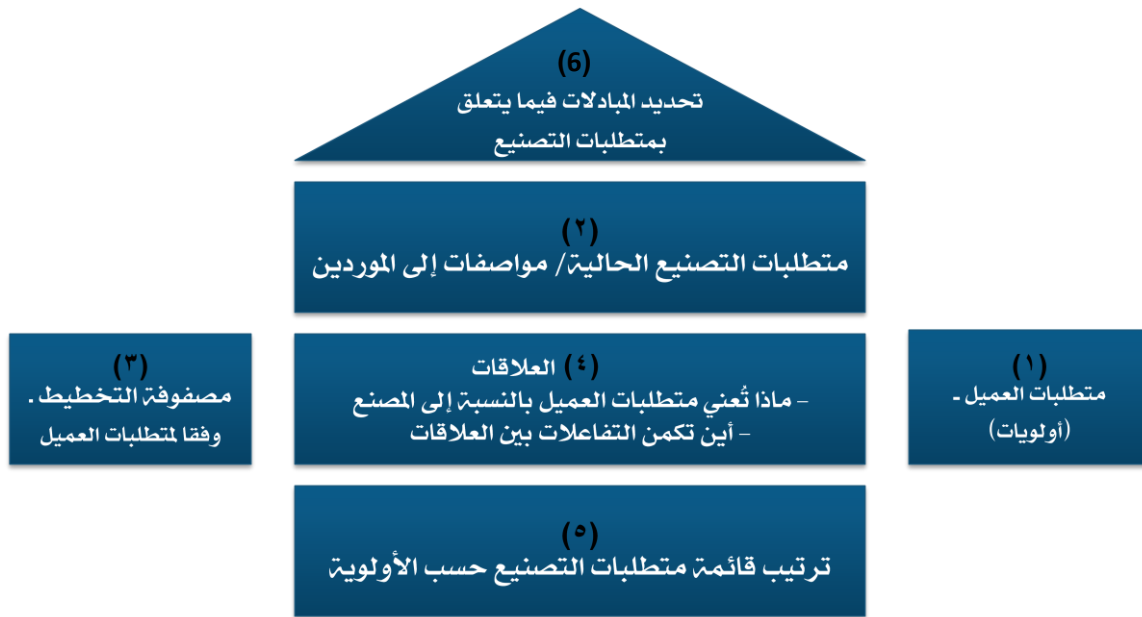 (6)
تحديد المبادلات فيما يتعلق
بمتطلبات التصنيع
(٢)
متطلبات التصنيع الحالية/ مواصفات إلى الموردين
(١)
متطلبات العميل -
(أولويات)
(٤) العلاقات
– ماذا تُعني متطلبات العميل بالنسبة إلى المصنع
– أين تكمن التفاعلات بين العلاقات
(٣)
مصفوفة التخطيط .
وفقا لمتطلبات العميل
(٥)
ترتيب قائمة متطلبات التصنيع حسب الأولوية